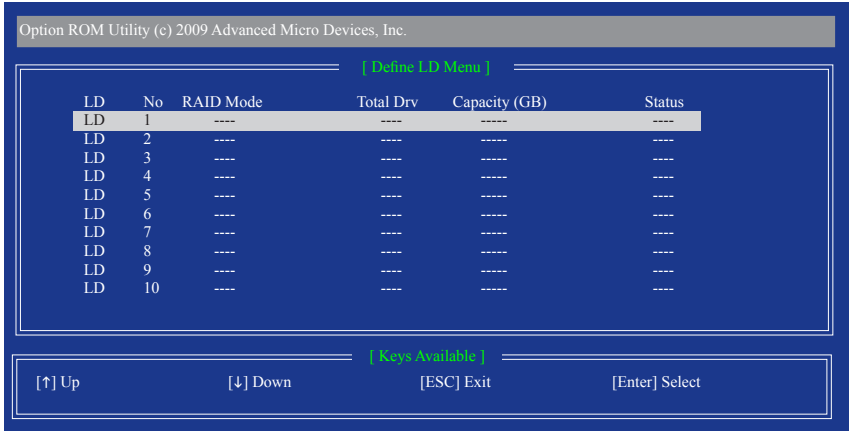 Option ROM Utility (c) 2009 Advanced Micro Devices, Inc.
[ Define LD Menu ]
LD No RAID Mode Total Drv Capacity (GB) Status
LD 1 ---- ---- ----- ----
LD 2 ---- ---- ----- ----
LD 3 ---- ---- ----- ----
LD 4 ---- ---- ----- ----
LD 5 ---- ---- ----- ----
LD 6 ---- ---- ----- ----
LD 7 ---- ---- ----- ----
LD 8 ---- ---- ----- ----
LD 9 ---- ---- ----- ----
LD 10 ---- ---- ----- ----
[ Keys Available ]
[↑] Up [↓] Down [ESC] Exit [Enter] Select